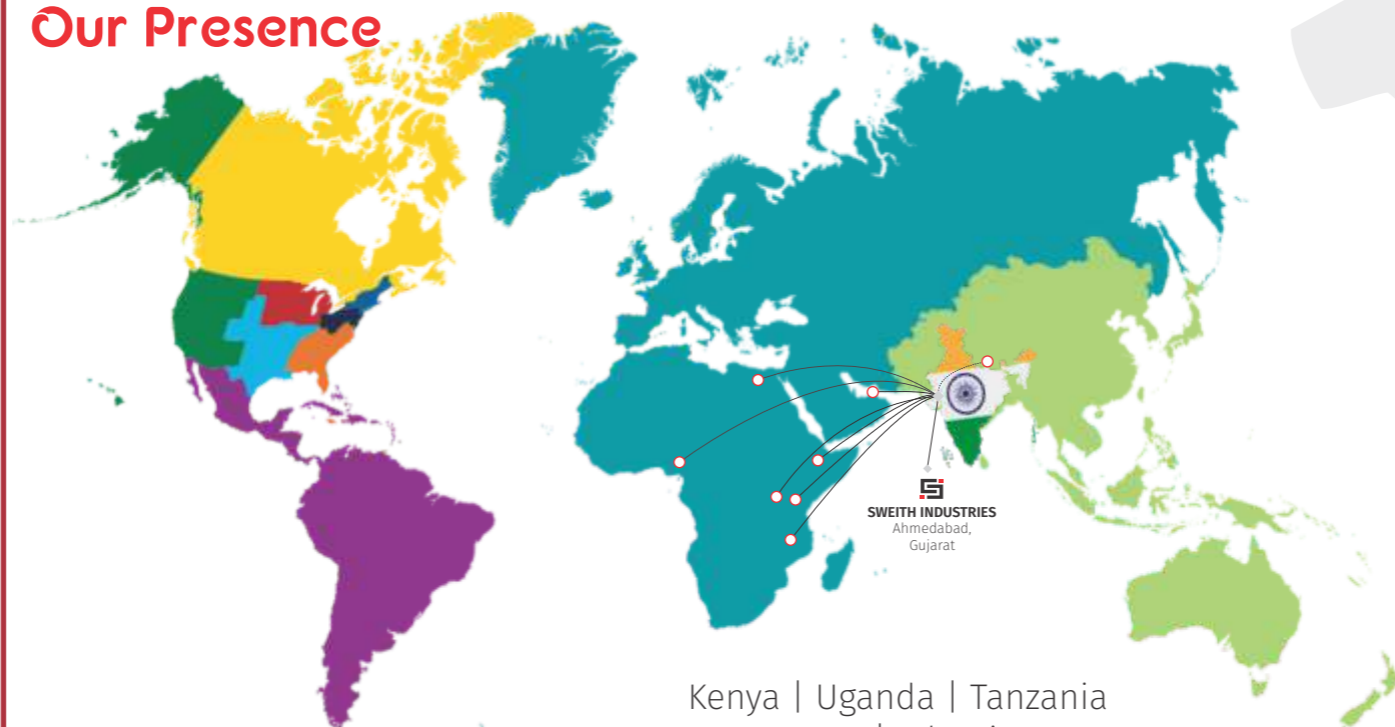 Our Presence
SWEITH INDUSTRIES
Ahmedabad,
Gujarat
Kenya | Uganda | Tanzania